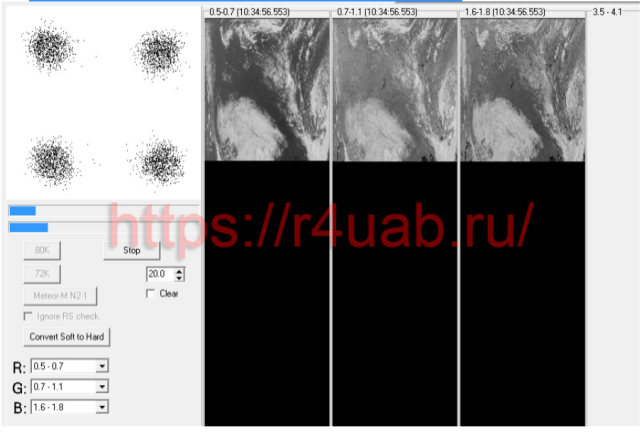 0.5-0.7 (10:34:56.553)
0.7-1.1 (10:34:56.553)
1.6-1.8 (10:34:56.553)
3.5 - 4.1
https://r4uab.ru/
80K
Stop
72K
20.0
Meteor-M N2-1
Clear
Ignore RS check
Convert Soft to Hard
R: 0.5 - 0.7
G: 0.7 - 1.1
B: 1.6 - 1.8